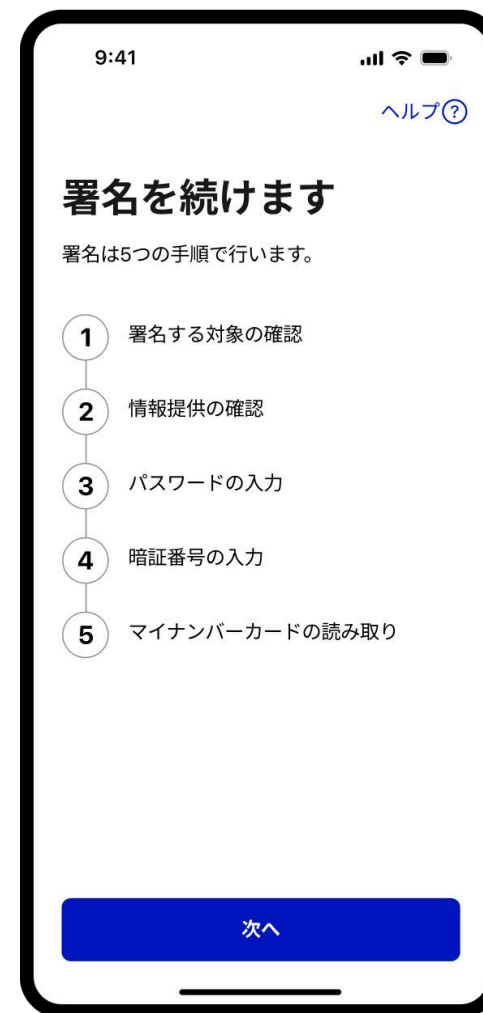 9:41
ヘルプ?
署名を続けます
署名は5つの手順で行います。
1 署名する対象の確認
2 情報提供の確認
3 パスワードの入力
4 暗証番号の入力
5 マイナンバーカードの読み取り
次へ